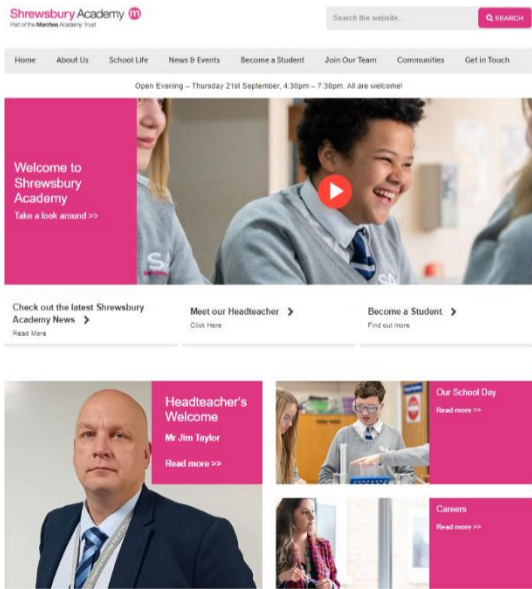 Shrewsbury Academy m
Part of the Marches Academy Trust
Search the website...
SEARCH
Home About Us School Life News & Events Become a Student Join Our Team Communities Get in Touch
Open Evening – Thursday 21st September, 4:30pm – 7:30pm. All are welcome!
Welcome to
Shrewsbury
Academy
Take a look around >>
Check out the latest Shrewsbury
Academy News
Read More
Meet our Headteacher
Click Here
Become a Student
Find out more
Headteacher's
Welcome
Mr Jim Taylor
Read more >>
Our School Day
Read more >>
Careers
Read more >>